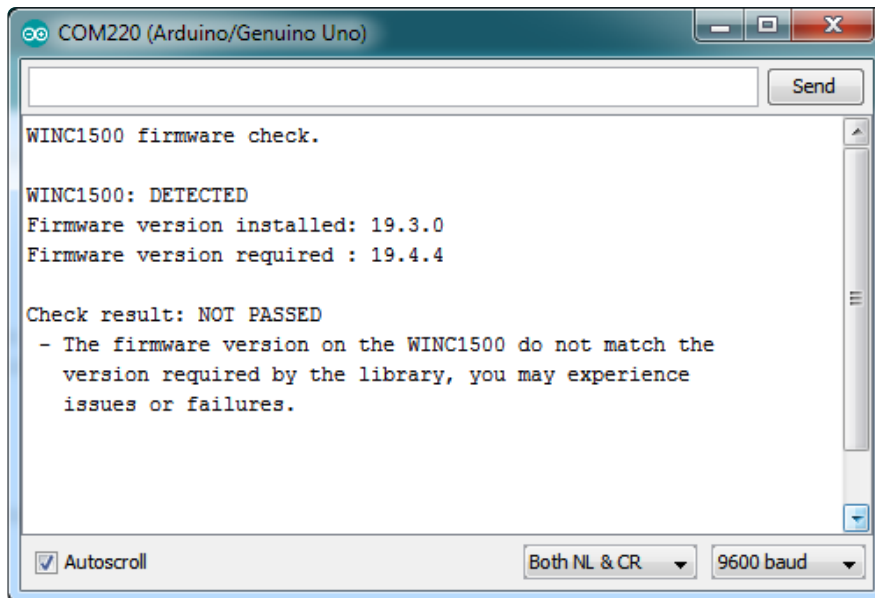 COM220 (Arduino/Genuino Uno)
Send
WINC1500 firmware check.
WINC1500: DETECTED
Firmware version installed: 19.3.0
Firmware version required : 19.4.4
Check result: NOT PASSED
- The firmware version on the WINC1500 do not match the
version required by the library, you may experience
issues or failures.
Autoscroll
Both NL & CR
9600 baud